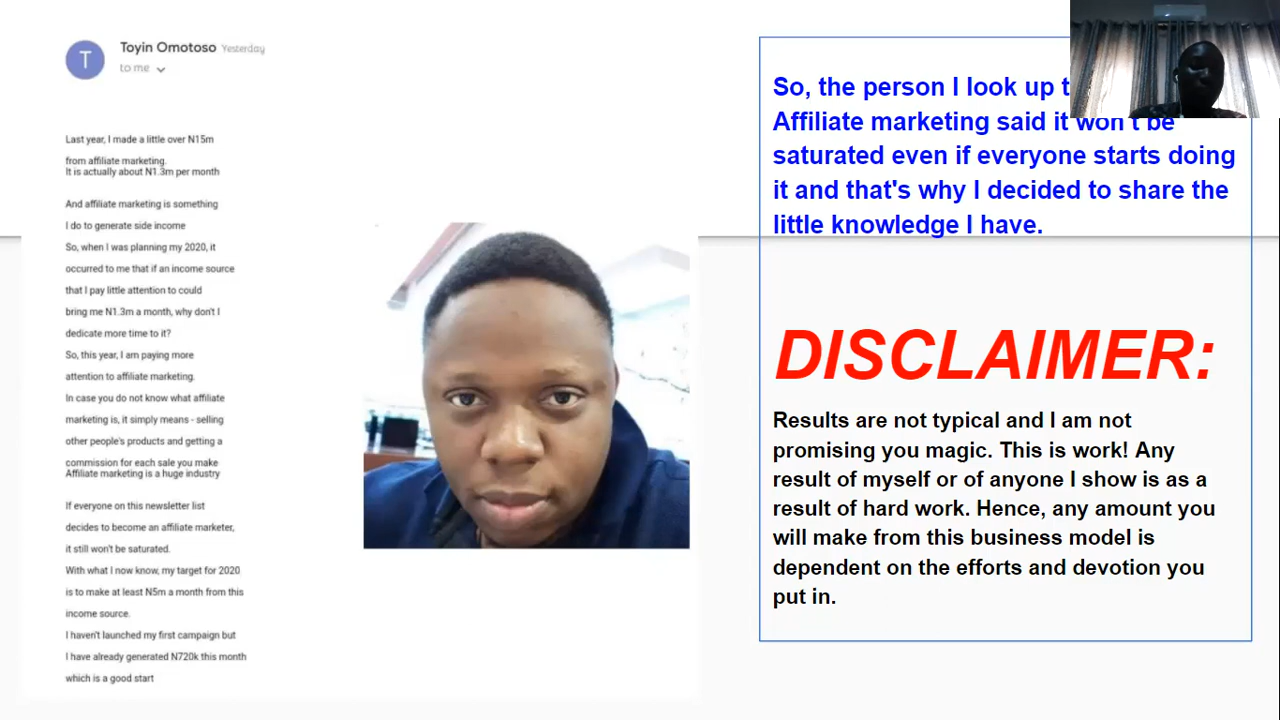 T
Toyin Omotoso Yesterday
to me
Last year, I made a little over N15m
from affiliate marketing.
It is actually about N1.3m per month
And affiliate marketing is something
I do to generate side income
So, when I was planning my 2020, it
occurred to me that if an income source
that I pay little attention to could
bring me N1.3m a month, why don't I
dedicate more time to it?
So, this year, I am paying more
attention to affiliate marketing.
In case you do not know what affiliate
marketing is, it simply means - selling
other people's products and getting a
commission for each sale you make
Affiliate marketing is a huge industry
If everyone on this newsletter list
decides to become an affiliate marketer,
it still won't be saturated.
With what I now know, my target for 2020
is to make at least N5m a month from this
income source.
I haven't launched my first campaign but
I have already generated N720k this month
which is a good start
So, the person I look up
Affiliate marketing said it won't be
saturated even if everyone starts doing
it and that's why I decided to share the
little knowledge I have.
DISCLAIMER:
Results are not typical and I am not
promising you magic. This is work! Any
result of myself or of anyone I show is as a
result of hard work. Hence, any amount you
will make from this business model is
dependent on the efforts and devotion you
put in.